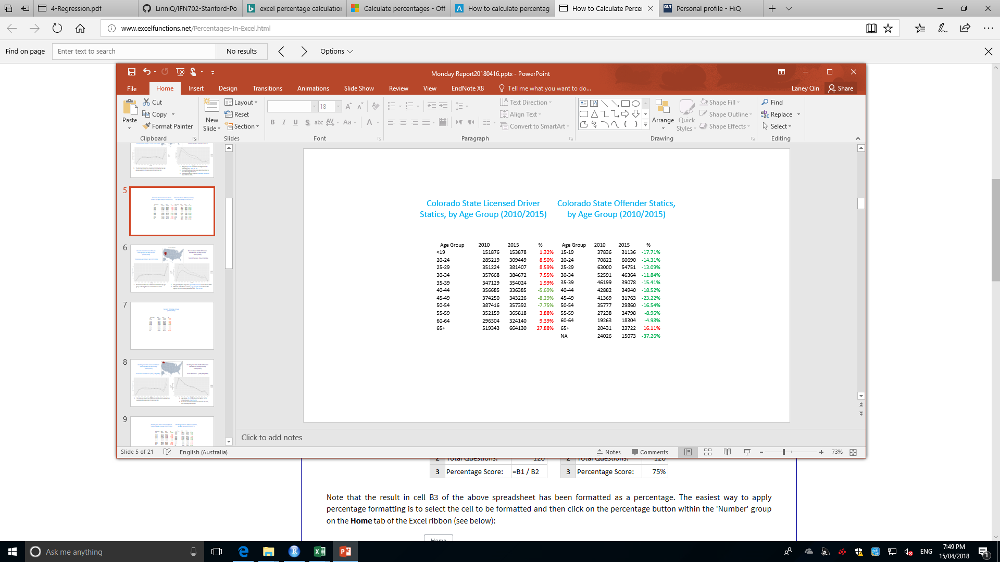 4-Regression.pdf
LinniQ/IFN702-Stanford-Po
excel percentage calculation
Calculate percentages - Off
How to calculate percentag
How to Calculate Percen
Personal profile - HiQ
www.excelfunctions.net/Percentages-In-Excel.html
Find on page
Enter text to search
No results
Options
Monday Report20180416.pptx - PowerPoint
File
Home
Insert
Design
Transitions
Animations
Slide Show
Review
View
EndNote X8
Tell me what you want to do...
Laney Qin
Share
Paste
Cut
Copy
Format Painter
Clipboard
New
Slide
Layout
Reset
Section
Slides
18
Font
Text Direction
Align Text
Convert to SmartArt
Paragraph
Arrange
Quick
Styles
Shape Fill
Shape Outline
Shape Effects
Drawing
Find
Replace
Select
Editing
5
6
7
8
9
Colorado State Licensed Driver
Statics, by Age Group (2010/2015)
Colorado State Offender Statics,
by Age Group (2010/2015)
Age Group 2010 2015 % Age Group 2010 2015 %
<19 151876 153878 1.32% 15-19 37836 31136 -17.71%
20-24 285219 309449 8.50% 20-24 70822 60690 -14.31%
25-29 351224 381407 8.59% 25-29 63000 54751 -13.09%
30-34 357668 384672 7.55% 30-34 52591 46364 -11.84%
35-39 347129 354024 1.99% 35-39 46199 39078 -15.41%
40-44 356685 336385 -5.69% 40-44 42882 34940 -18.52%
45-49 374250 343226 -8.29% 45-49 41369 31763 -23.22%
50-54 387416 357392 -7.75% 50-54 35777 29860 -16.54%
55-59 352159 365818 3.88% 55-59 27238 24798 -8.96%
60-64 296304 324140 9.39% 60-64 19263 18304 -4.98%
65+ 519343 664130 27.88% 65+ 20431 23722 16.11%
NA 24026 15073 -37.26%
Click to add notes
Slide 5 of 21
English (Australia)
Notes
Comments
73%
2 Total Questions: 120 2 Total Questions: 120
3 Percentage Score: =B1 / B2 3 Percentage Score: 75%
Note that the result in cell B3 of the above spreadsheet has been formatted as a percentage. The easiest way to apply
percentage formatting is to select the cell to be formatted and then click on the percentage button within the 'Number' group
on the Home tab of the Excel ribbon (see below):
Home
Ask me anything
ENG
7:49 PM
15/04/2018
1